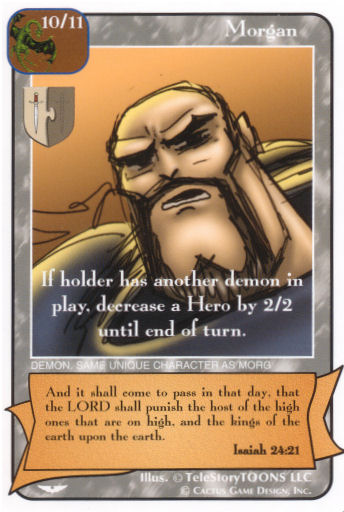 10/11
Morgan
If holder has another demon in
play, decrease a Hero by 2/2
until end of turn.
DEMON. SAME UNIQUE CHARACTER AS 'MORG'
And it shall come to pass in that day, that
the LORD shall punish the host of the high
ones that are on high, and the kings of the
earth upon the earth.
Isaiah 24:21
Illus. © TeleStoryTOONS LLC
© Cactus Game Design, Inc.